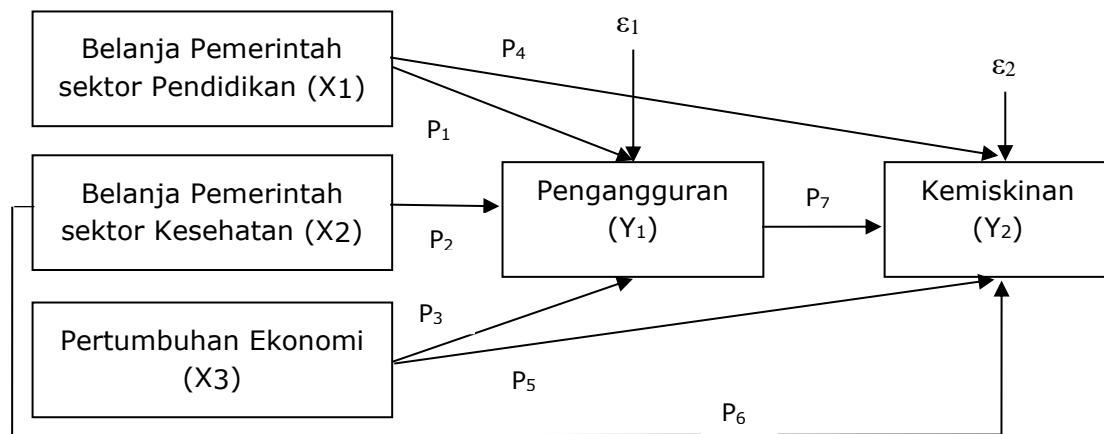 Belanja Pemerintah
sektor Pendidikan (X1)
P₄
ε₁
ε₂
P₁
Belanja Pemerintah
sektor Kesehatan (X2)
P₂
Pengangguran
(Y₁)
P₇
Kemiskinan
(Y₂)
P₃
Pertumbuhan Ekonomi
(X3)
P₅
P₆